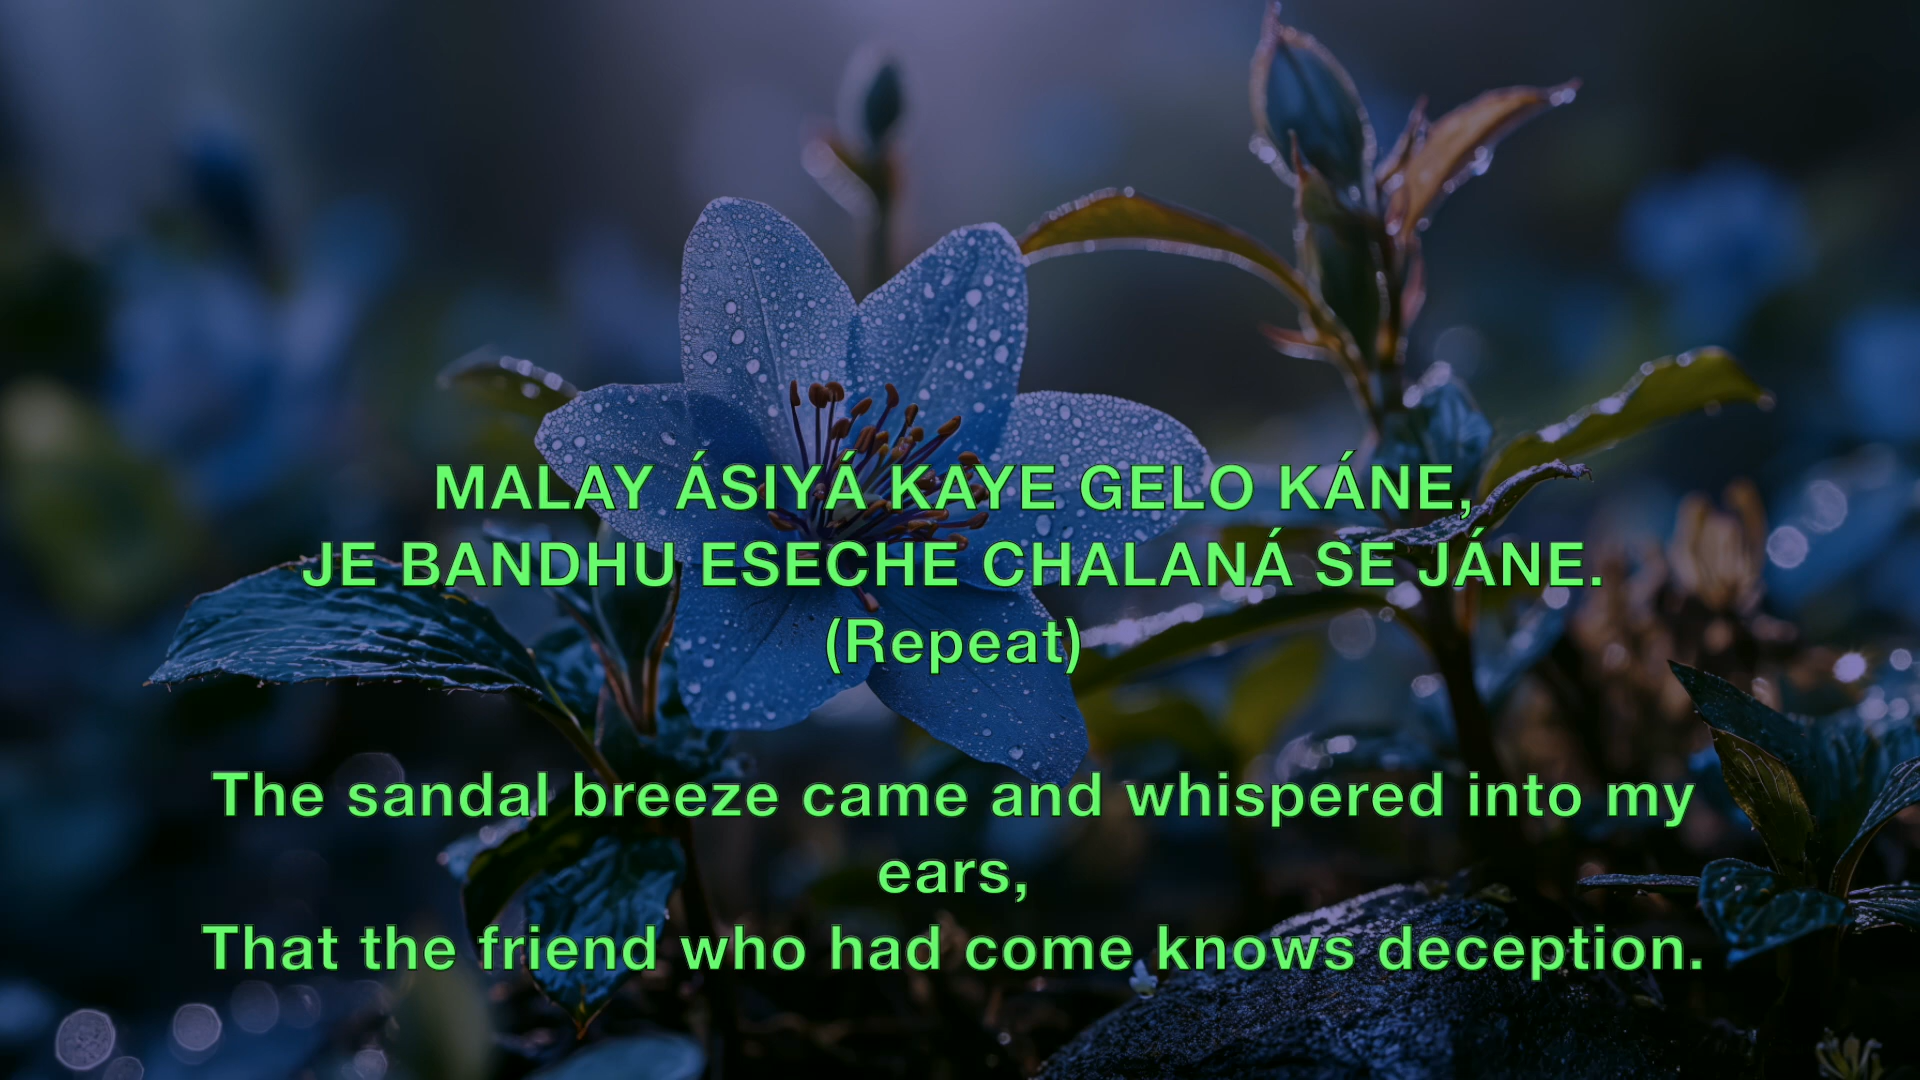 MALAY ÁSIYÁ KAYE GELO KÁNE,
JE BANDHU ESECHE CHALANÁ SE JÁNE.
(Repeat)
The sandal breeze came and whispered into my
ears,
That the friend who had come knows deception.